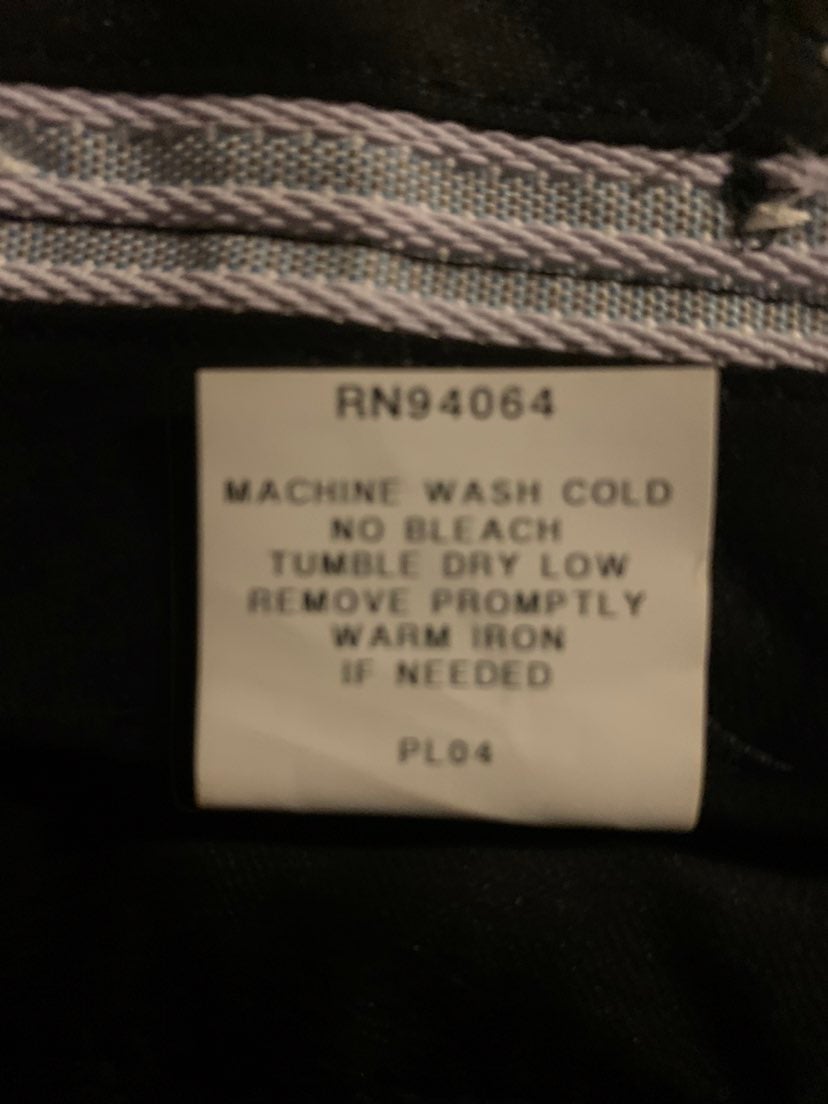 RN94064
MACHINE WASH COLD
NO BLEACH
TUMBLE DRY LOW
REMOVE PROMPTLY
WARM IRON
IF NEEDED
PL04